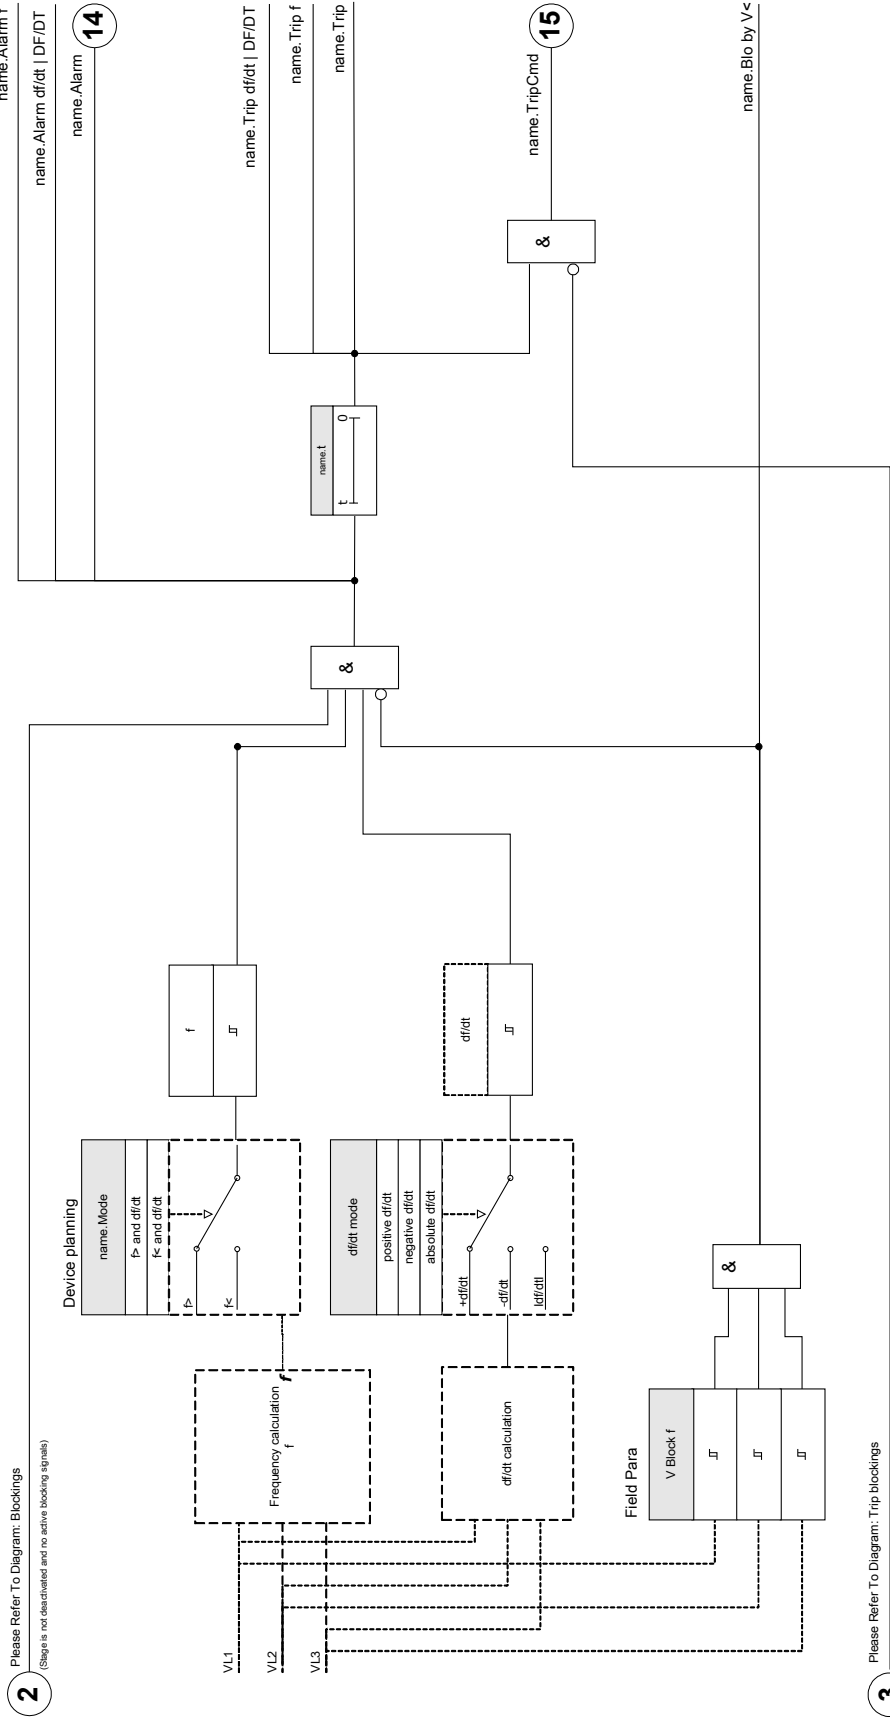 2
Please Refer To Diagram: Blockings
(Stage is not deactivated and no active blocking signals)
name.Alarm f
name.Alarm df/dt | DF/DT
name.Alarm
14
Device planning
name.Mode
f> and df/dt
f< and df/dt
f>
f<
f
VL1
VL2
VL3
Frequency calculation
f
f
df/dt mode
positive df/dt
negative df/dt
absolute df/dt
+df/dt
-df/dt
Idf/dtI
df/dt
df/dt calculation
&
name.t
t
0
name.Trip df/dt | DF/DT
name.Trip f
name.Trip
&
name.TripCmd
15
Field Para
V Block f
&
name.Blo by V<
3
Please Refer To Diagram: Trip blockings